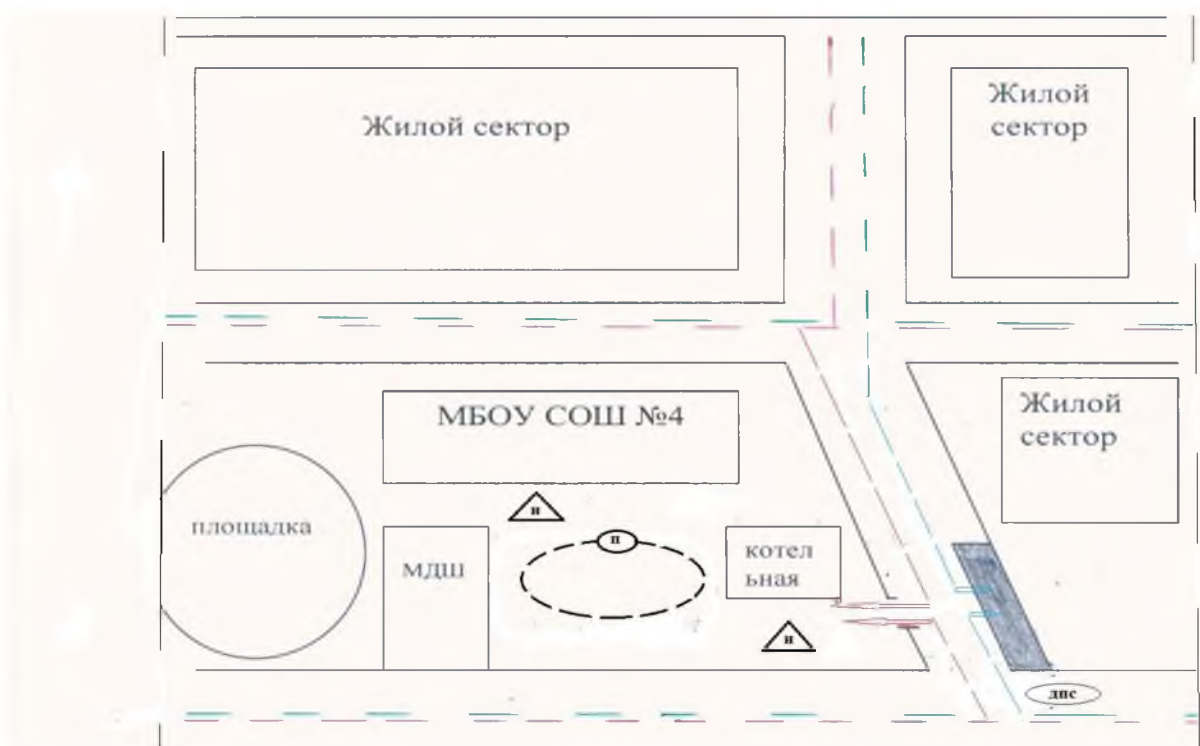 Жилой сектор
Жилой
сектор
МБОУ СОШ №4
Жилой
сектор
площадка
н
п
МДШ
котел
ьная
н
дпс